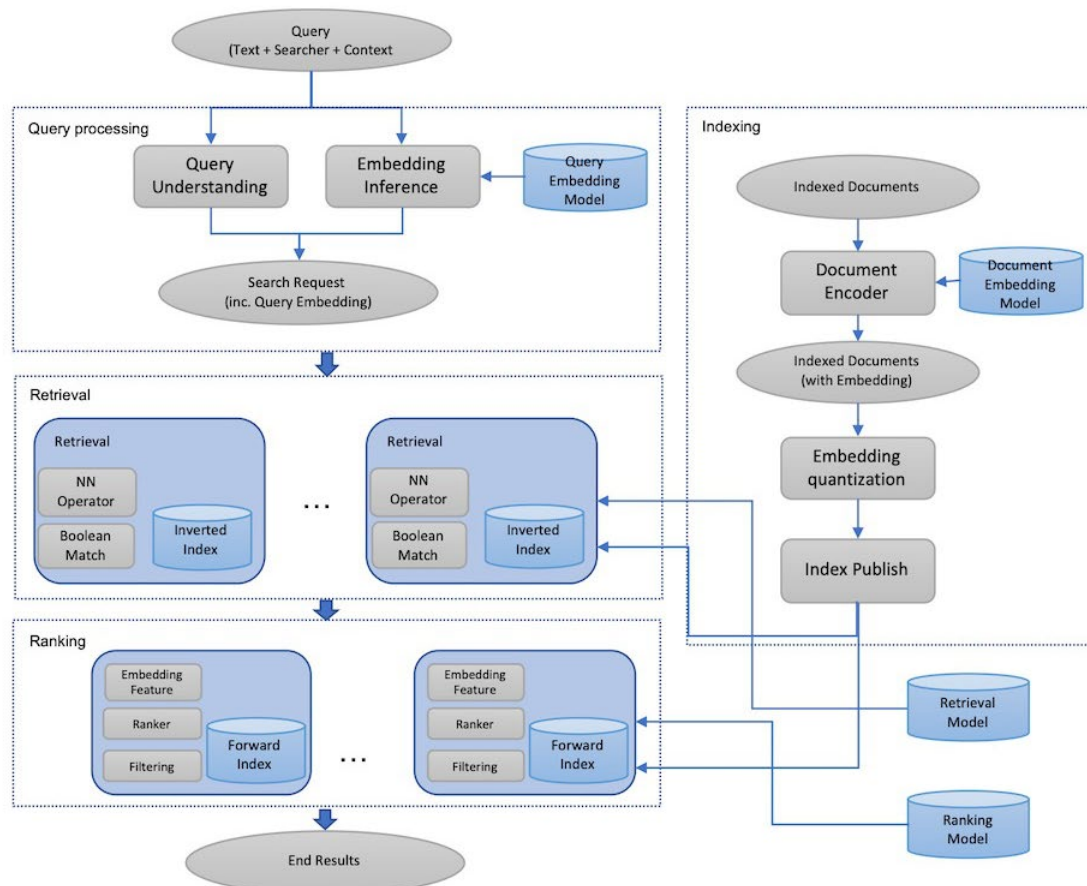 Query
(Text + Searcher + Context
Query processing
Query
Understanding
Embedding
Inference
Query
Embedding
Model
Search Request
(inc. Query Embedding)
Retrieval
Retrieval
NN
Operator
Boolean
Match
Inverted
Index
...
Retrieval
NN
Operator
Boolean
Match
Inverted
Index
Ranking
Embedding
Feature
Ranker
Filtering
Forward
Index
...
Embedding
Feature
Ranker
Filtering
Forward
Index
End Results
Indexing
Indexed Documents
Document
Encoder
Document
Embedding
Model
Indexed Documents
(with Embedding)
Embedding
quantization
Index Publish
Retrieval
Model
Ranking
Model